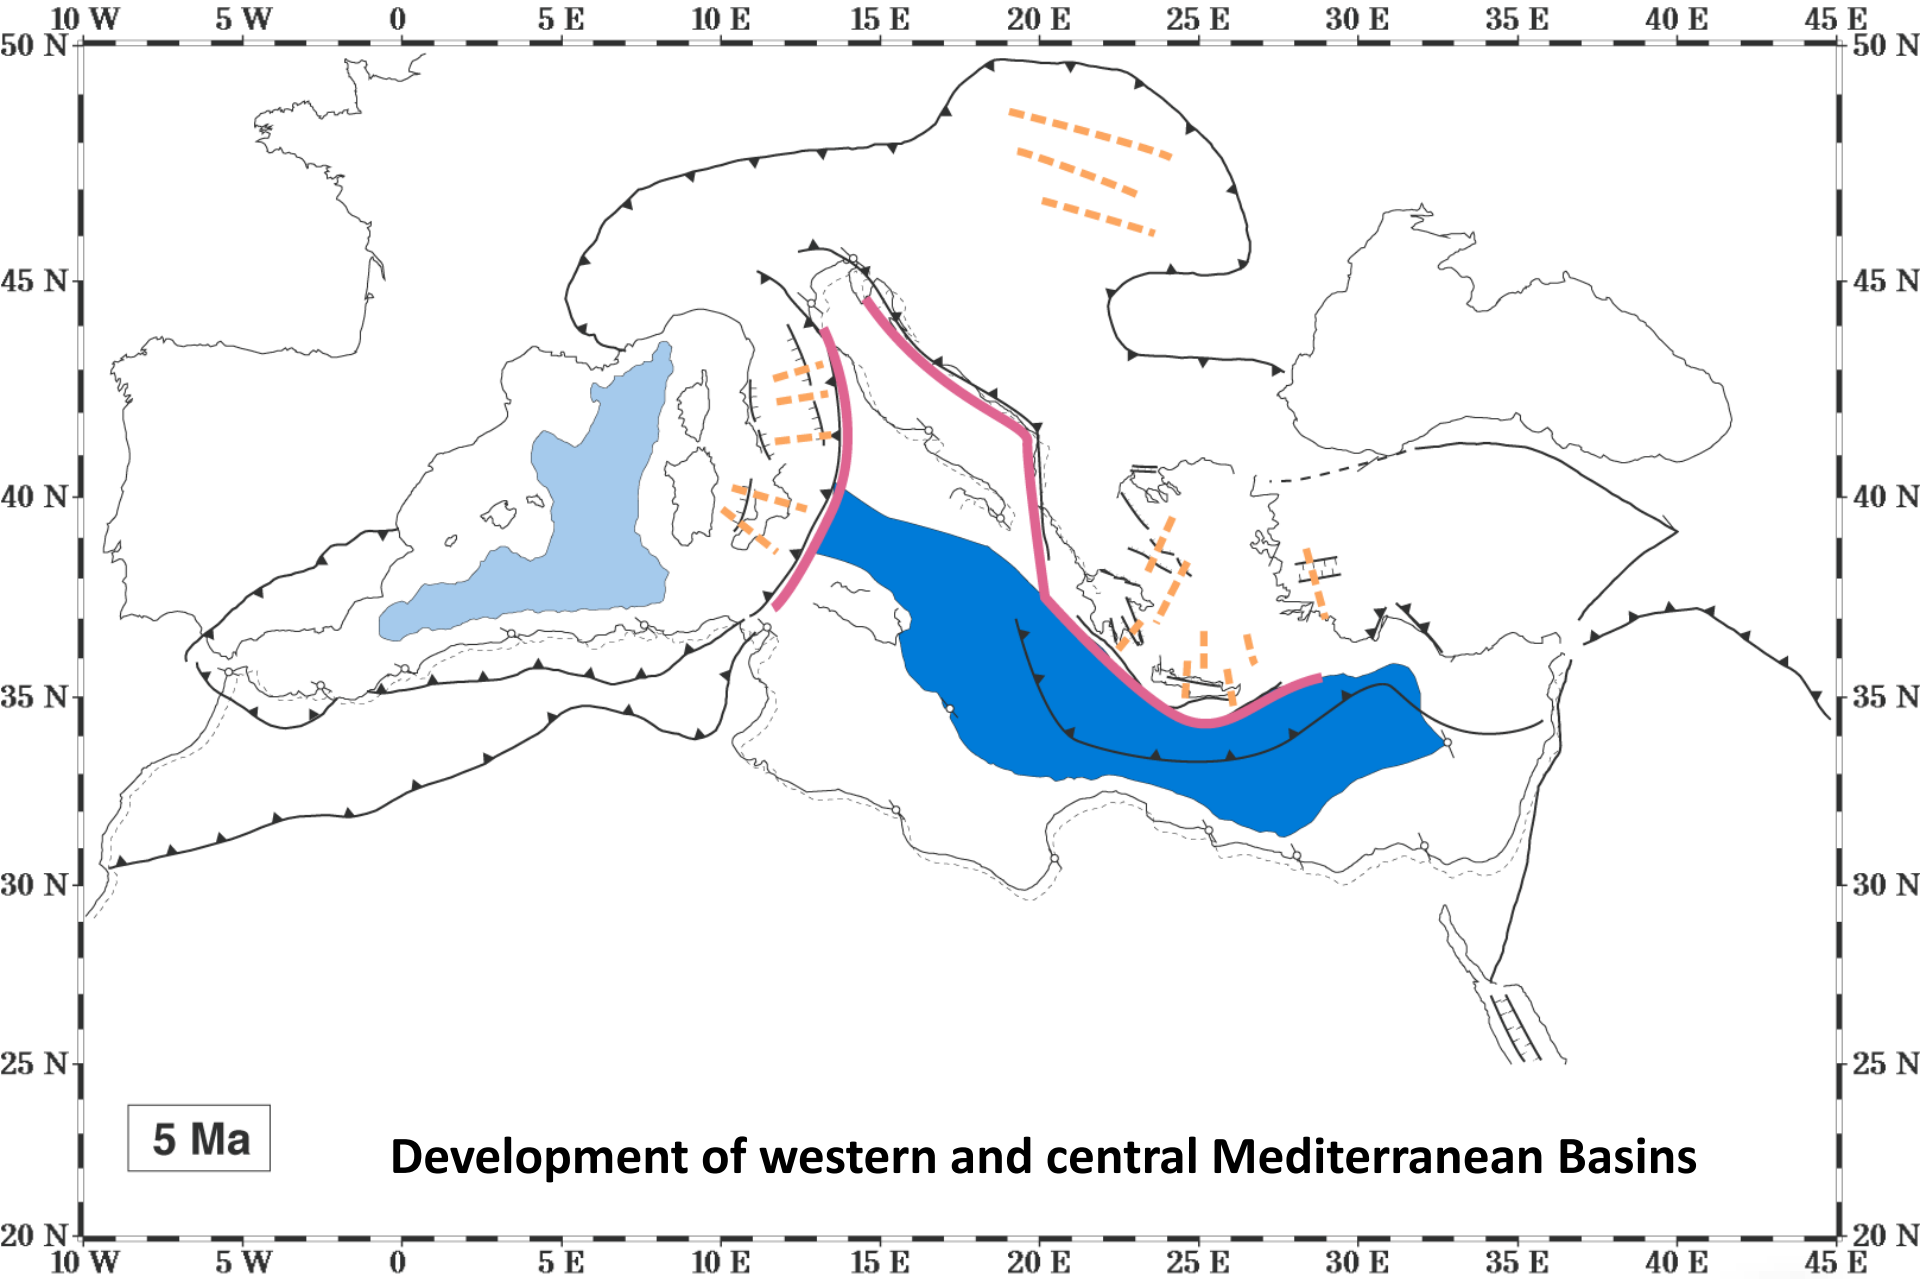 10 W 5 W 0 5 E 10 E 15 E 20 E 25 E 30 E 35 E 40 E 45 E
50 N 50 N
45 N 45 N
40 N 40 N
35 N 35 N
30 N 30 N
25 N 25 N
5 Ma
Development of western and central Mediterranean Basins
20 N 20 N
10 W 5 W 0 5 E 10 E 15 E 20 E 25 E 30 E 35 E 40 E 45 E